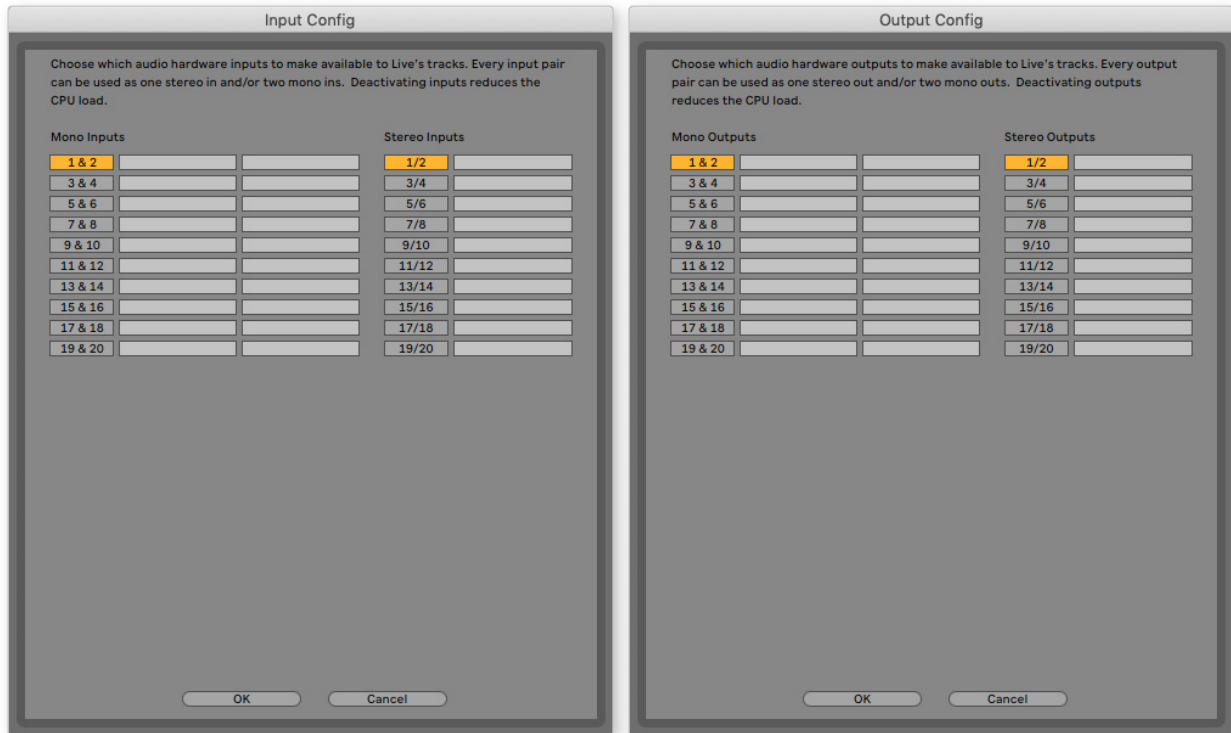 Input Config
Choose which audio hardware inputs to make available to Live's tracks. Every input pair
can be used as one stereo in and/or two mono ins.  Deactivating inputs reduces the
CPU load.
Mono Inputs Stereo Inputs
1 & 2 1/2
3 & 4 3/4
5 & 6 5/6
7 & 8 7/8
9 & 10 9/10
11 & 12 11/12
13 & 14 13/14
15 & 16 15/16
17 & 18 17/18
19 & 20 19/20
OK Cancel
Output Config
Choose which audio hardware outputs to make available to Live's tracks. Every output
pair can be used as one stereo out and/or two mono outs.  Deactivating outputs
reduces the CPU load.
Mono Outputs Stereo Outputs
1 & 2 1/2
3 & 4 3/4
5 & 6 5/6
7 & 8 7/8
9 & 10 9/10
11 & 12 11/12
13 & 14 13/14
15 & 16 15/16
17 & 18 17/18
19 & 20 19/20
OK Cancel